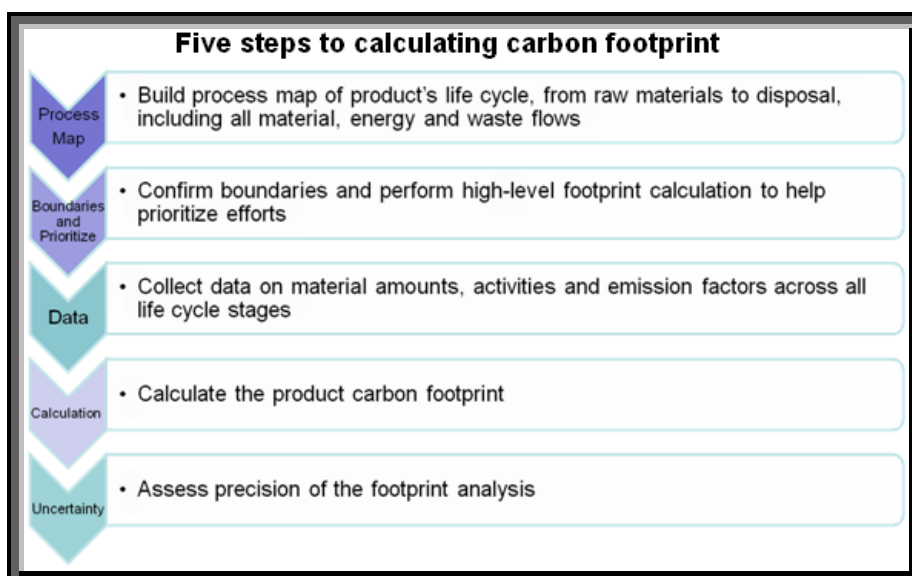 Five steps to calculating carbon footprint
Process
Map
• Build process map of product's life cycle, from raw materials to disposal,
including all material, energy and waste flows
Boundaries
and
Prioritize
• Confirm boundaries and perform high-level footprint calculation to help
prioritize efforts
Data
• Collect data on material amounts, activities and emission factors across all
life cycle stages
Calculation
• Calculate the product carbon footprint
Uncertainty
• Assess precision of the footprint analysis